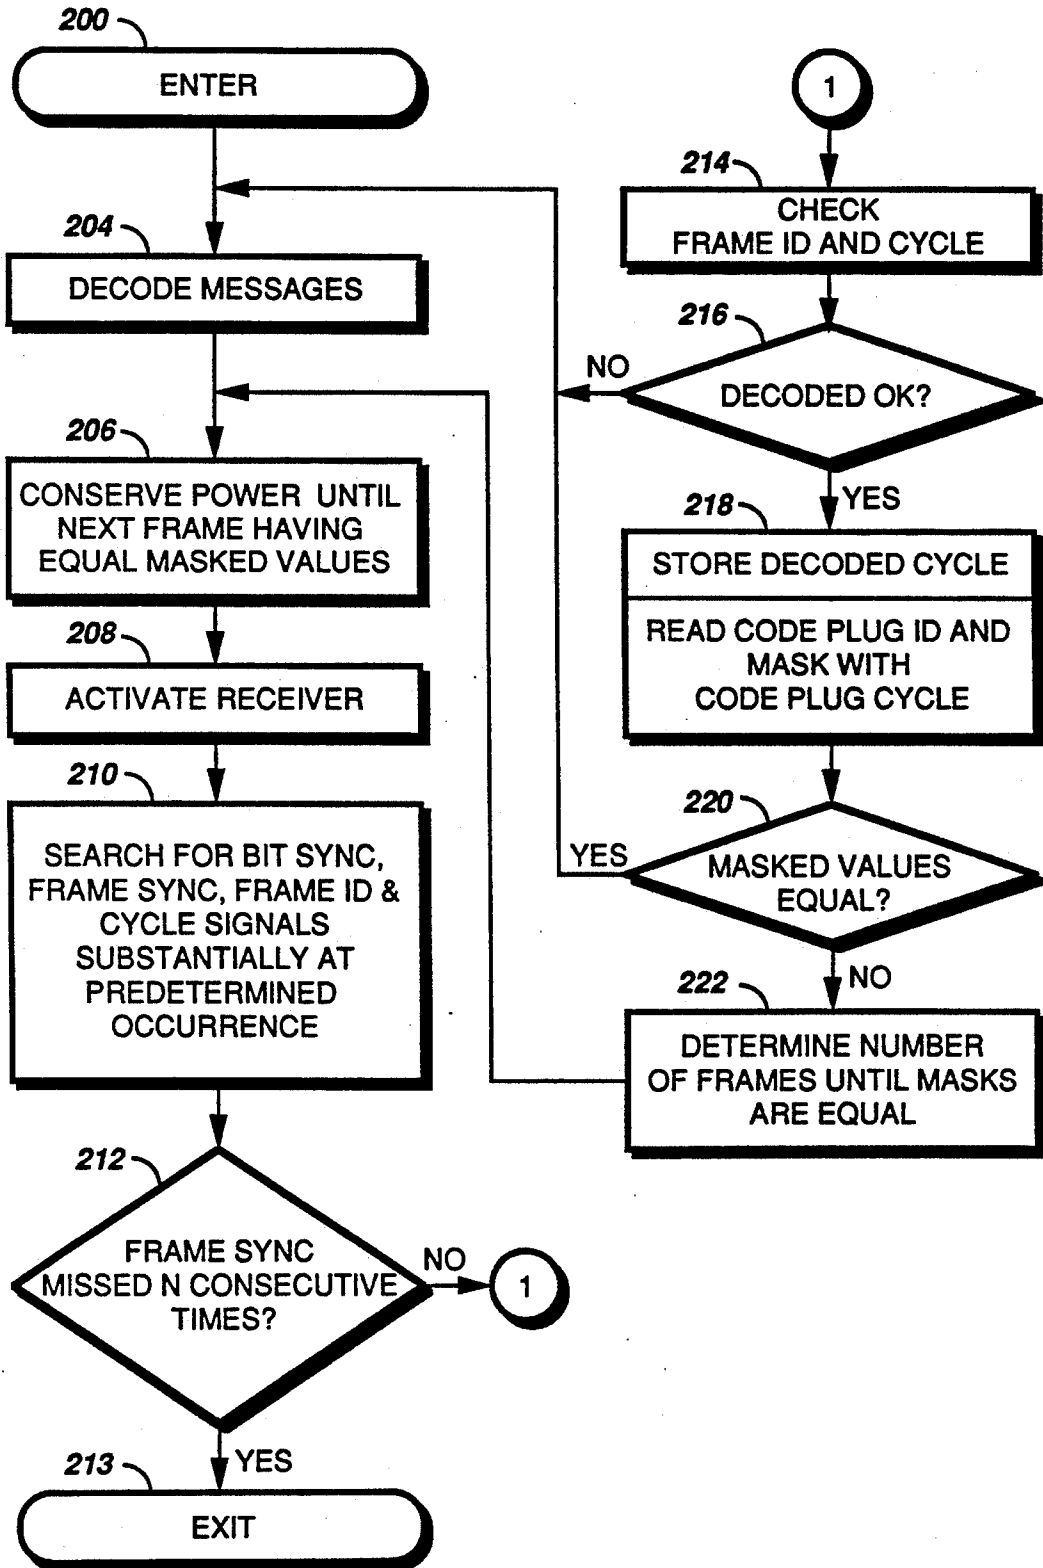 200
ENTER
204
DECODE MESSAGES
206
CONSERVE POWER UNTIL
NEXT FRAME HAVING
EQUAL MASKED VALUES
208
ACTIVATE RECEIVER
210
SEARCH FOR BIT SYNC,
FRAME SYNC, FRAME ID &
CYCLE SIGNALS
SUBSTANTIALLY AT
PREDETERMINED
OCCURRENCE
212
FRAME SYNC
MISSED N CONSECUTIVE
TIMES?
NO
1
YES
213
EXIT
1
214
CHECK
FRAME ID AND CYCLE
216
DECODED OK?
NO
YES
218
STORE DECODED CYCLE
READ CODE PLUG ID AND
MASK WITH
CODE PLUG CYCLE
220
MASKED VALUES
EQUAL?
YES
NO
222
DETERMINE NUMBER
OF FRAMES UNTIL MASKS
ARE EQUAL